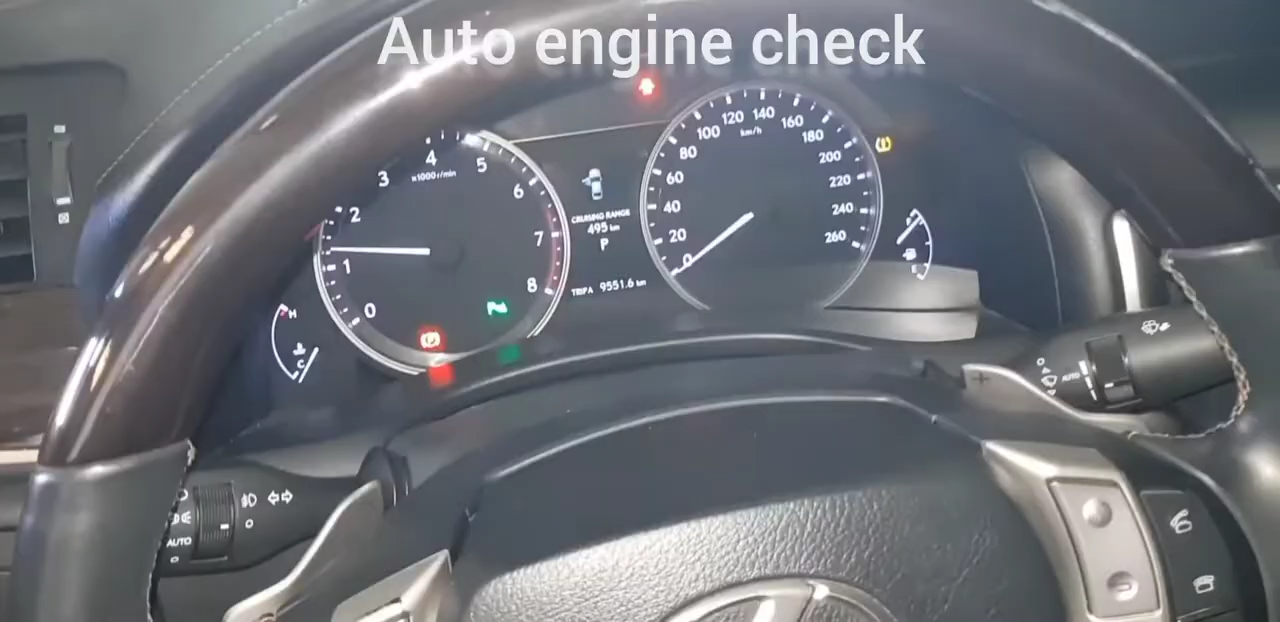 Auto engine check
0
1
2
3
4
5
6
7
8
x1000r/min
CRUISING RANGE
495 km
P
TRIP A 9551.6 km
0
20
40
60
80
100
120
140
160
180
200
220
240
260
km/h
H
C
F
AUTO
AUTO